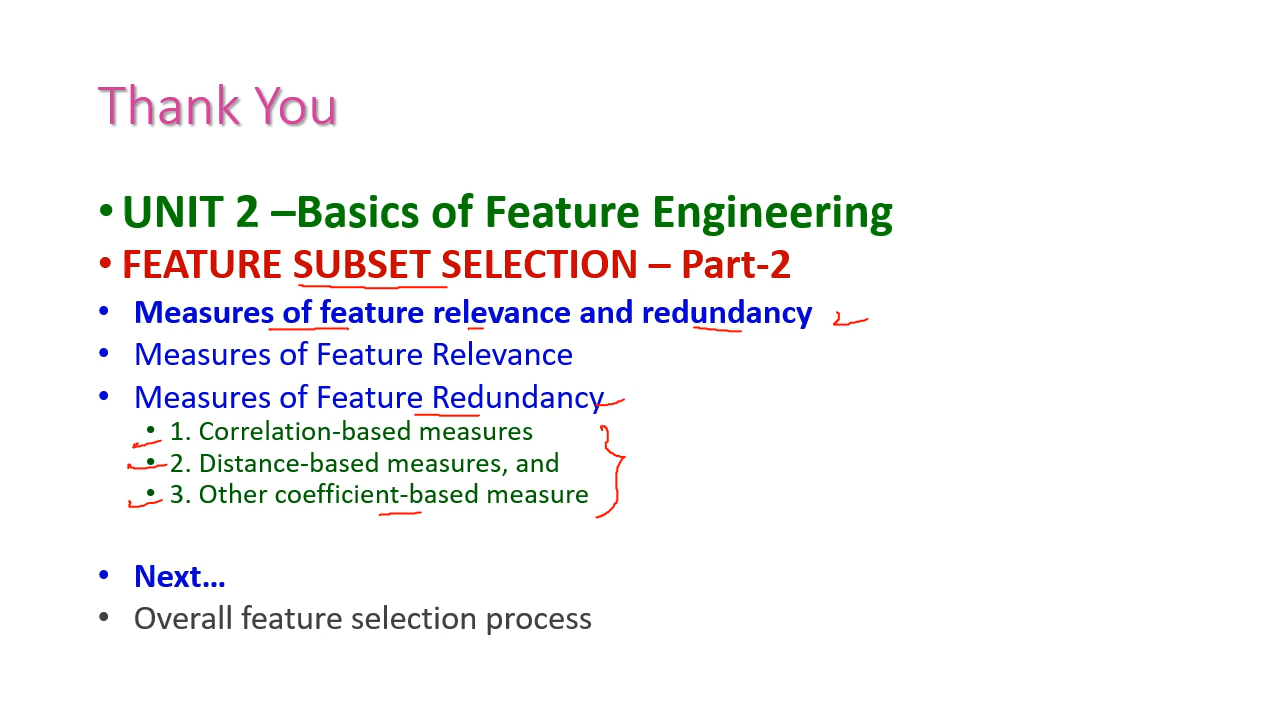 Thank You
• UNIT 2 –Basics of Feature Engineering
• FEATURE SUBSET SELECTION – Part-2
• Measures of feature relevance and redundancy
• Measures of Feature Relevance
• Measures of Feature Redundancy
• 1. Correlation-based measures
• 2. Distance-based measures, and
• 3. Other coefficient-based measure
• Next...
• Overall feature selection process